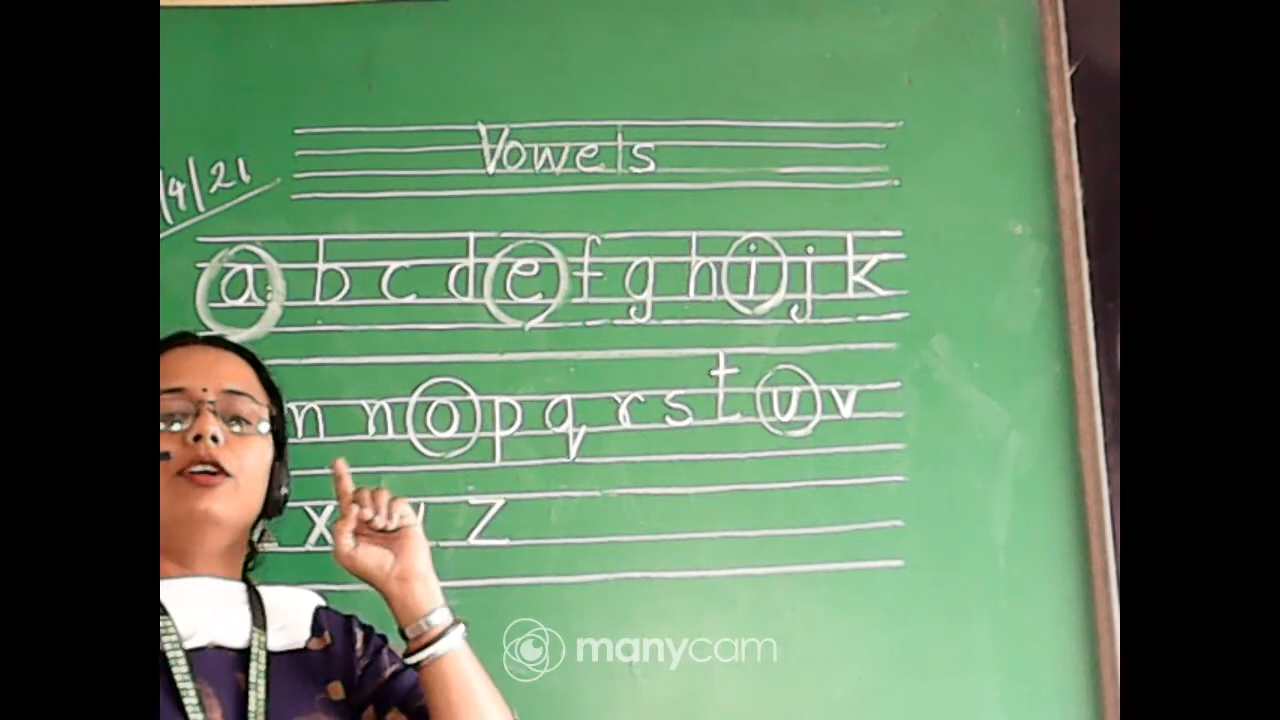 Vowels
/4/21
a b c d e f g h i j k
m n o p q r s t u v
x z
manycam